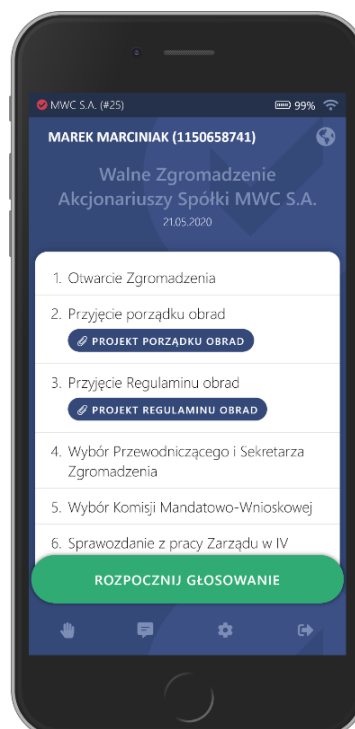 MWC S.A. (#25) 99%
MAREK MARCINIAK (1150658741)
Walne Zgromadzenie
Akcjonariuszy Spółki MWC S.A.
21.05.2020
1. Otwarcie Zgromadzenia
2. Przyjęcie porządku obrad
PROJEKT PORZĄDKU OBRAD
3. Przyjęcie Regulaminu obrad
PROJEKT REGULAMINU OBRAD
4. Wybór Przewodniczącego i Sekretarza
Zgromadzenia
5. Wybór Komisji Mandatowo-Wnioskowej
6. Sprawozdanie z pracy Zarządu w IV
ROZPOCZNIJ GŁOSOWANIE